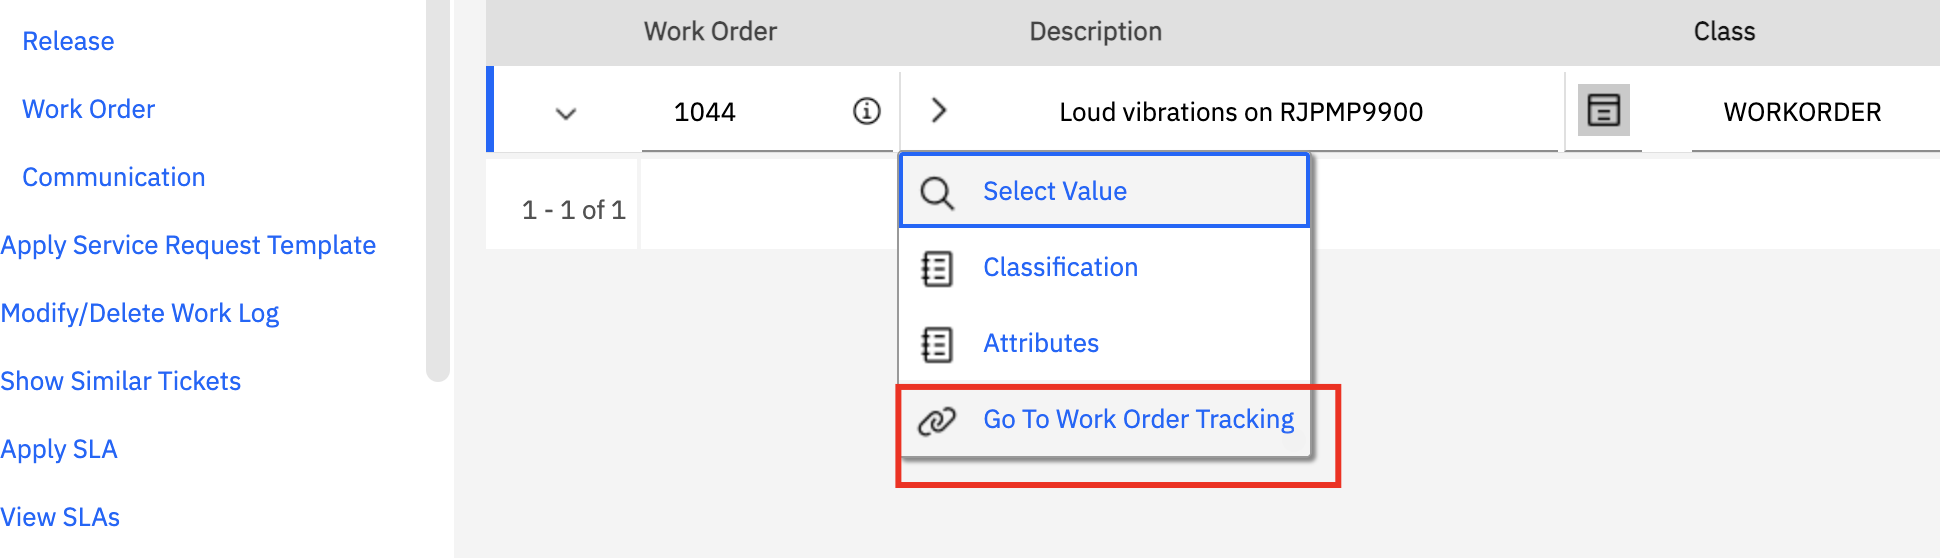 Release
Work Order
Communication
Apply Service Request Template
Modify/Delete Work Log
Show Similar Tickets
Apply SLA
View SLAs
Work Order Description Class
1044 Loud vibrations on RJPMP9900 WORKORDER
1 - 1 of 1
Select Value
Classification
Attributes
Go To Work Order Tracking